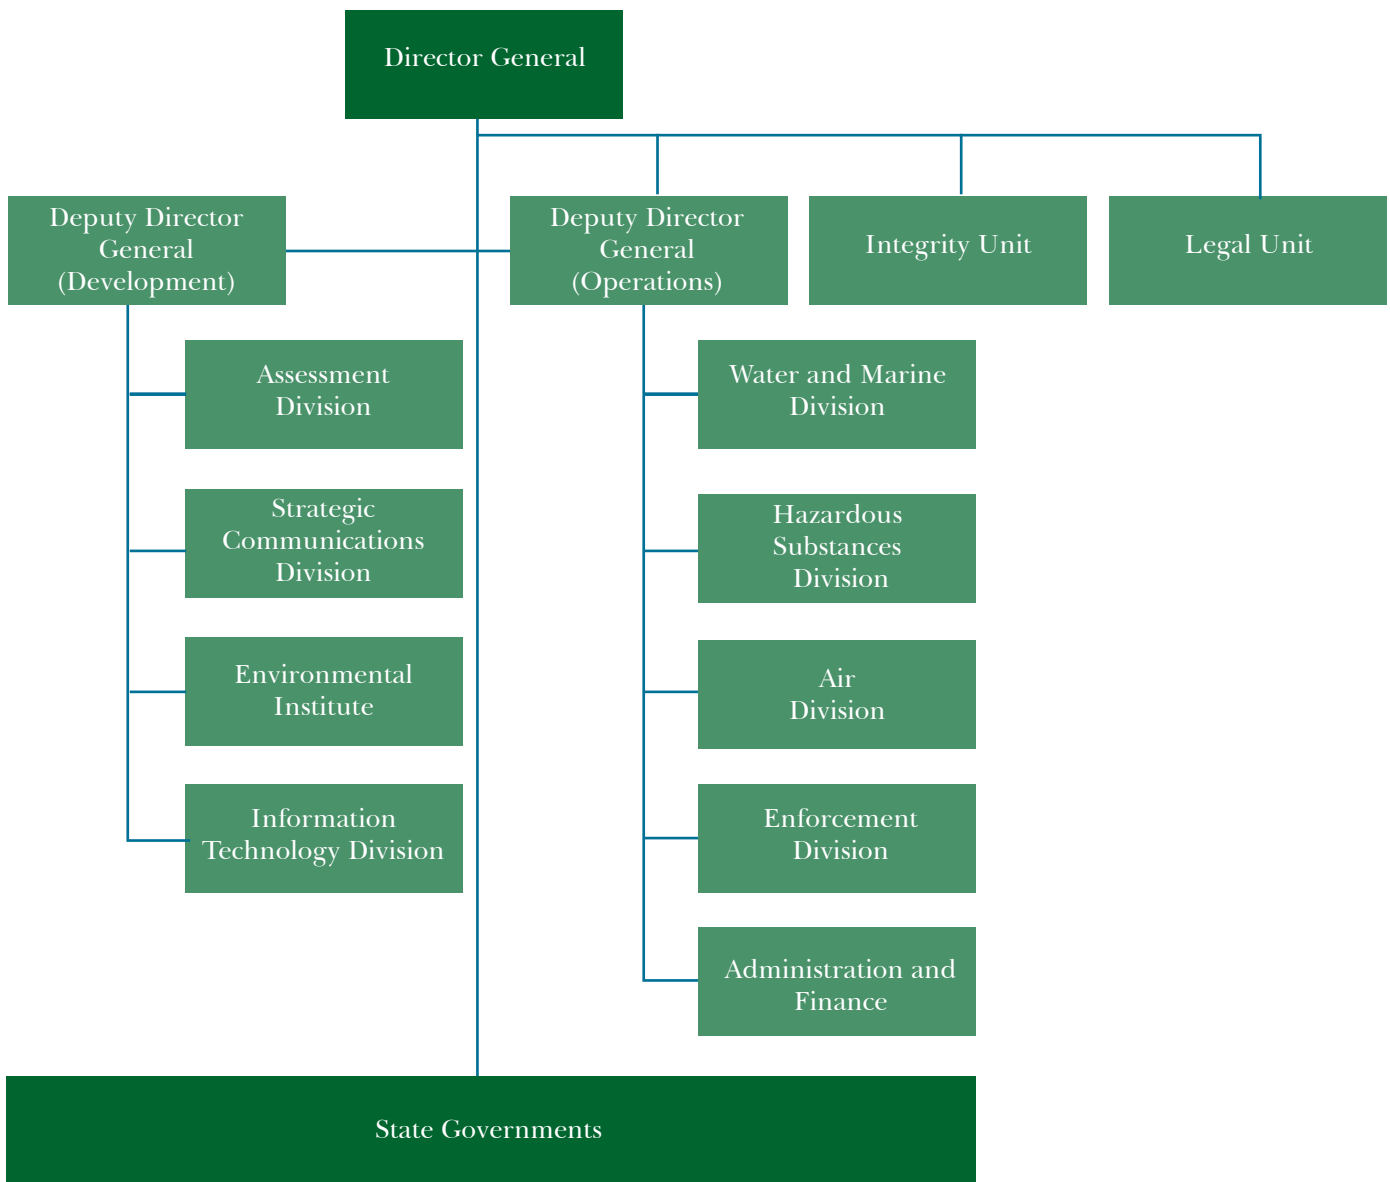 Director General
Deputy Director
General
(Development)
Deputy Director
General
(Operations)
Integrity Unit
Legal Unit
Assessment
Division
Strategic
Communications
Division
Environmental
Institute
Information
Technology Division
Water and Marine
Division
Hazardous
Substances
Division
Air
Division
Enforcement
Division
Administration and
Finance
State Governments